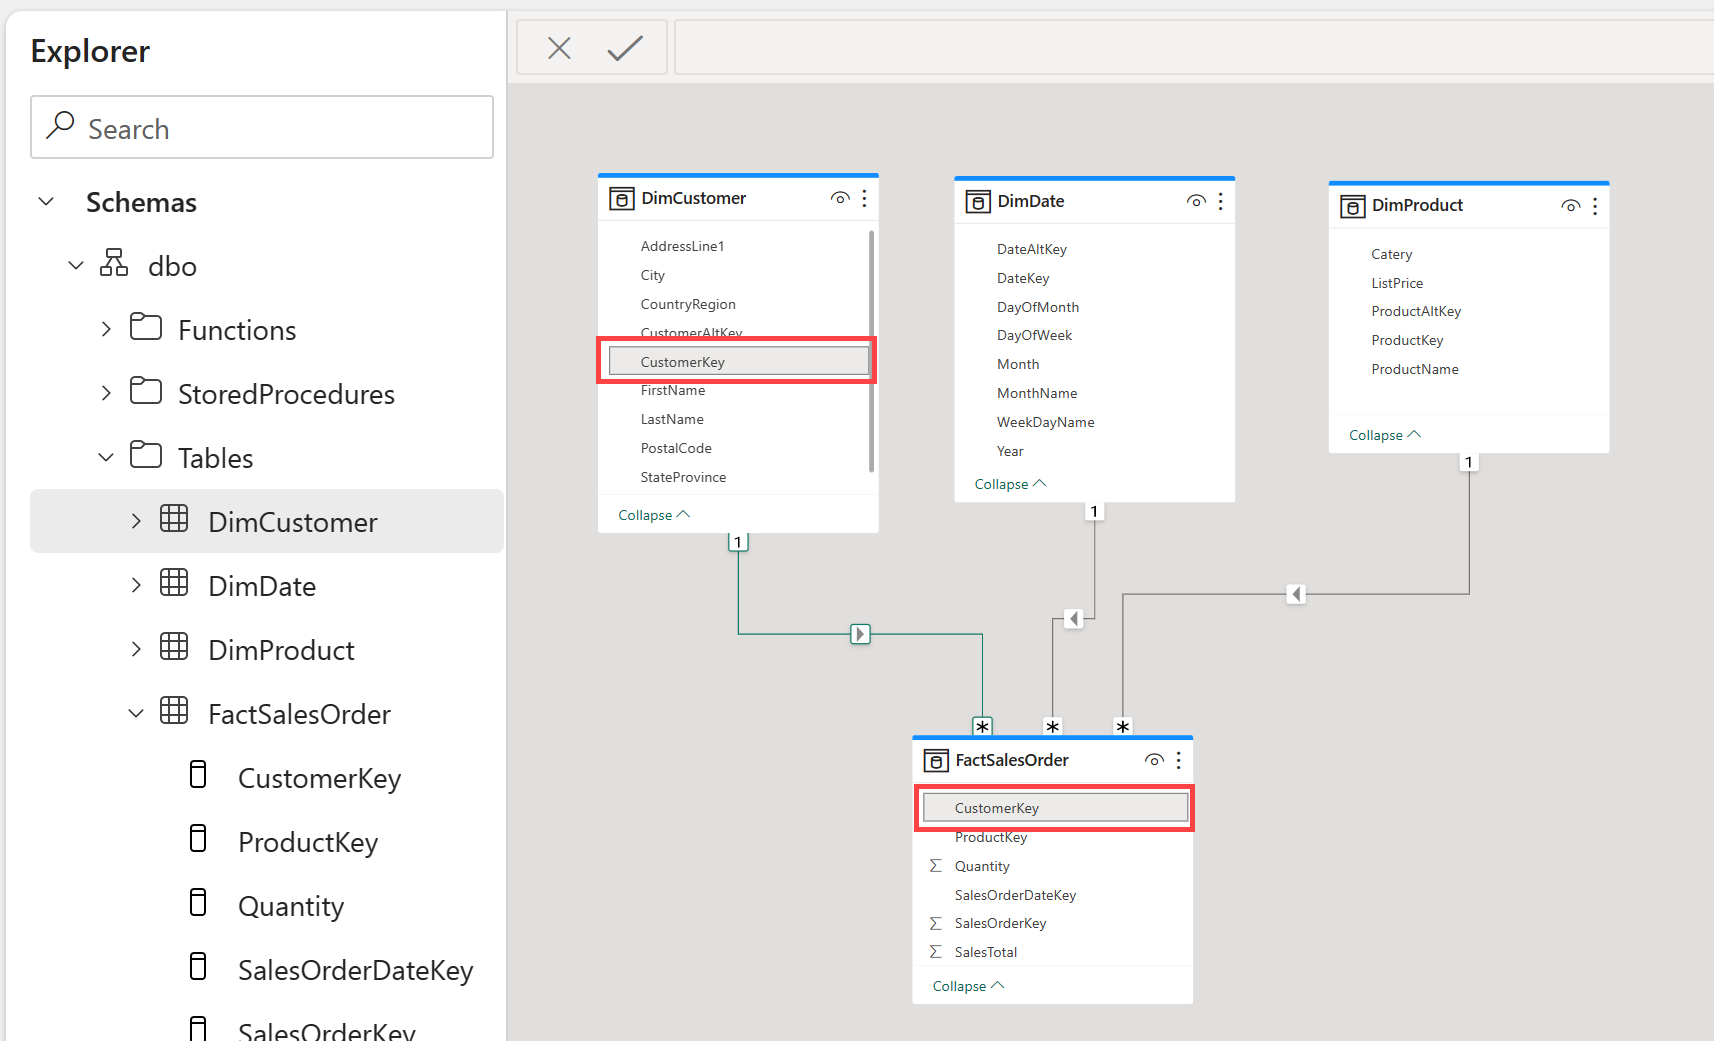 Explorer
Search
Schemas
dbo
Functions
StoredProcedures
Tables
DimCustomer
DimDate
DimProduct
FactSalesOrder
CustomerKey
ProductKey
Quantity
SalesOrderDateKey
SalesOrderKey
DimCustomer
AddressLine1
City
CountryRegion
CustomerAltKey
CustomerKey
FirstName
LastName
PostalCode
StateProvince
Collapse
1
DimDate
DateAltKey
DateKey
DayOfMonth
DayOfWeek
Month
MonthName
WeekDayName
Year
Collapse
1
DimProduct
Catery
ListPrice
ProductAltKey
ProductKey
ProductName
Collapse
1
* * *
FactSalesOrder
CustomerKey
ProductKey
Σ Quantity
SalesOrderDateKey
Σ SalesOrderKey
Σ SalesTotal
Collapse